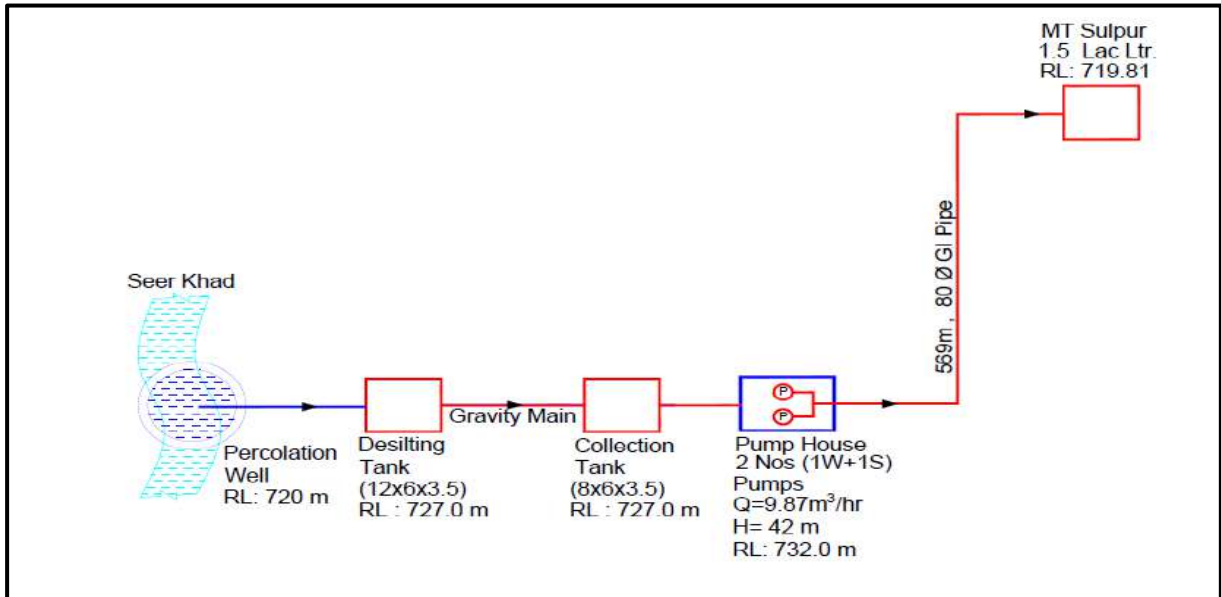 MT Sulpur
1.5 Lac Ltr.
RL: 719.81
569m , 80 Ø GI Pipe
Seer Khad
Percolation
Well
RL: 720 m
Desilting
Tank
(12x6x3.5)
RL : 727.0 m
Gravity Main
Collection
Tank
(8x6x3.5)
RL : 727.0 m
P
P
Pump House
2 Nos (1W+1S)
Pumps
Q=9.87m³/hr
H= 42 m
RL: 732.0 m